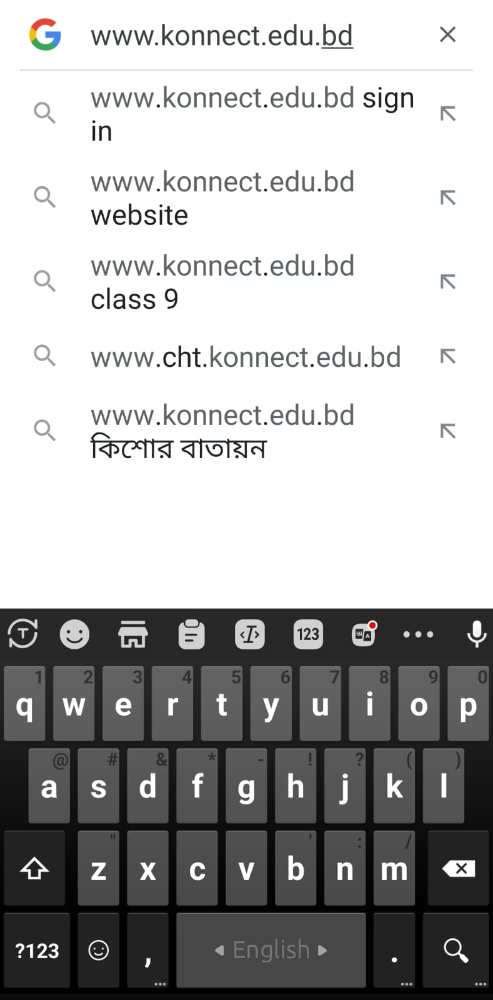 www.konnect.edu.bd
www.konnect.edu.bd sign
in
www.konnect.edu.bd
website
www.konnect.edu.bd
class 9
www.cht.konnect.edu.bd
www.konnect.edu.bd
কিশোর বাতায়ন
T 123 A
1 2 3 4 5 6 7 8 9 0
q w e r t y u i o p
@ # & * - ! ? ( )
a s d f g h j k l
" ' : /
z x c v b n m
?123 , English .